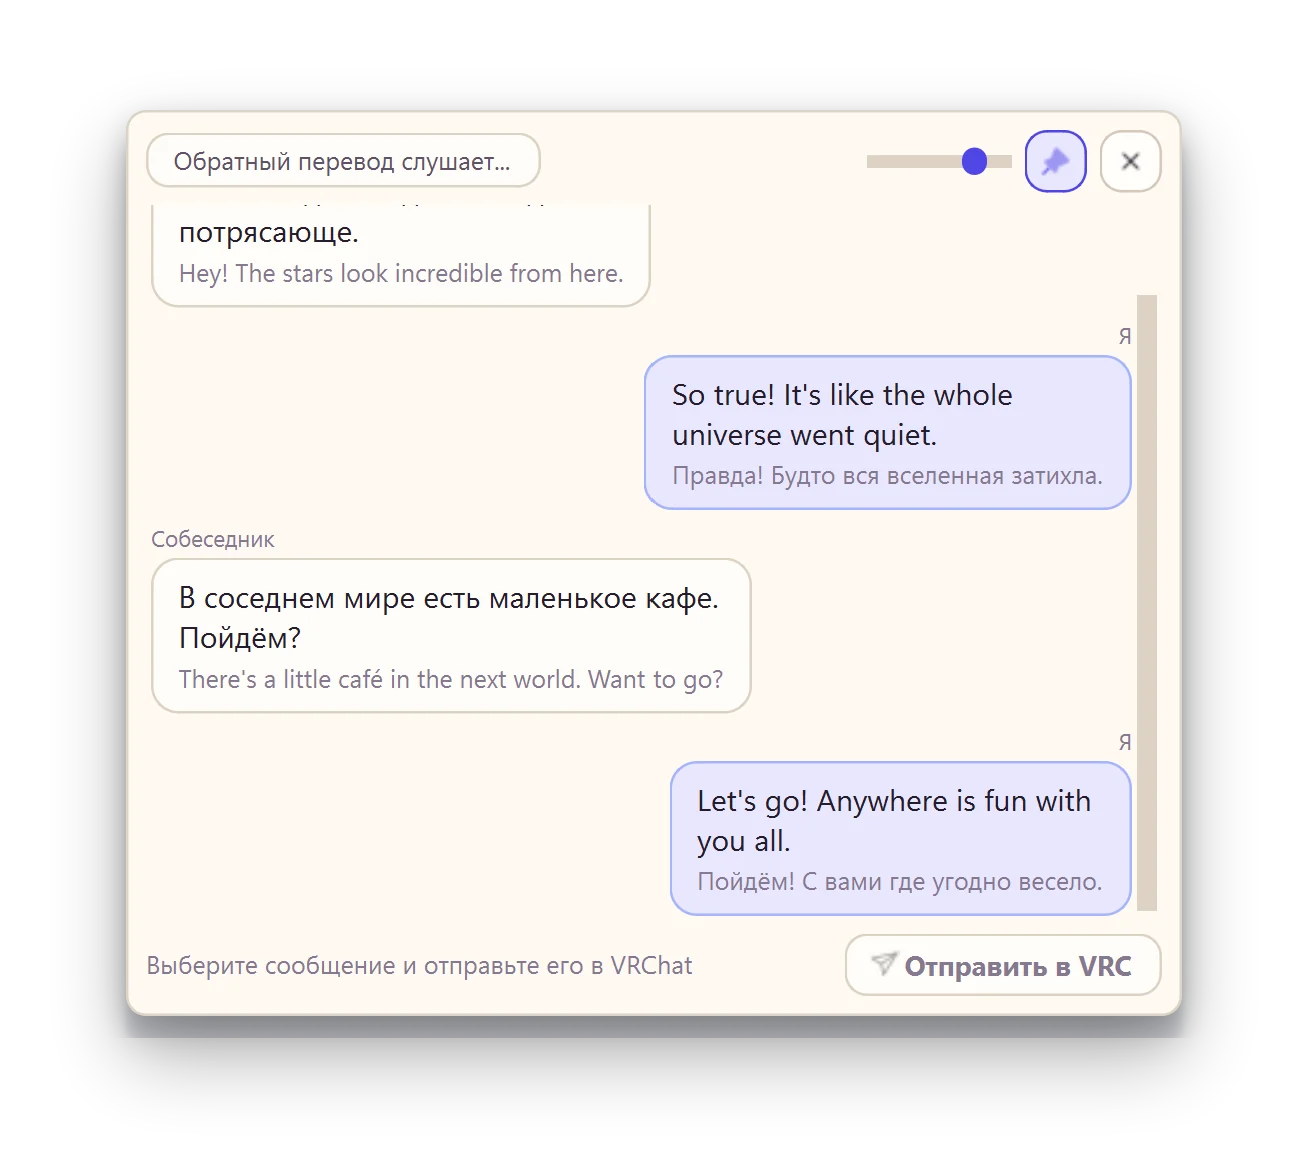 Обратный перевод слушает...
потрясающе.
Hey! The stars look incredible from here.
Я
So true! It's like the whole
universe went quiet.
Правда! Будто вся вселенная затихла.
Собеседник
В соседнем мире есть маленькое кафе.
Пойдём?
There's a little café in the next world. Want to go?
Я
Let's go! Anywhere is fun with
you all.
Пойдём! С вами где угодно весело.
Выберите сообщение и отправьте его в VRChat
Отправить в VRC